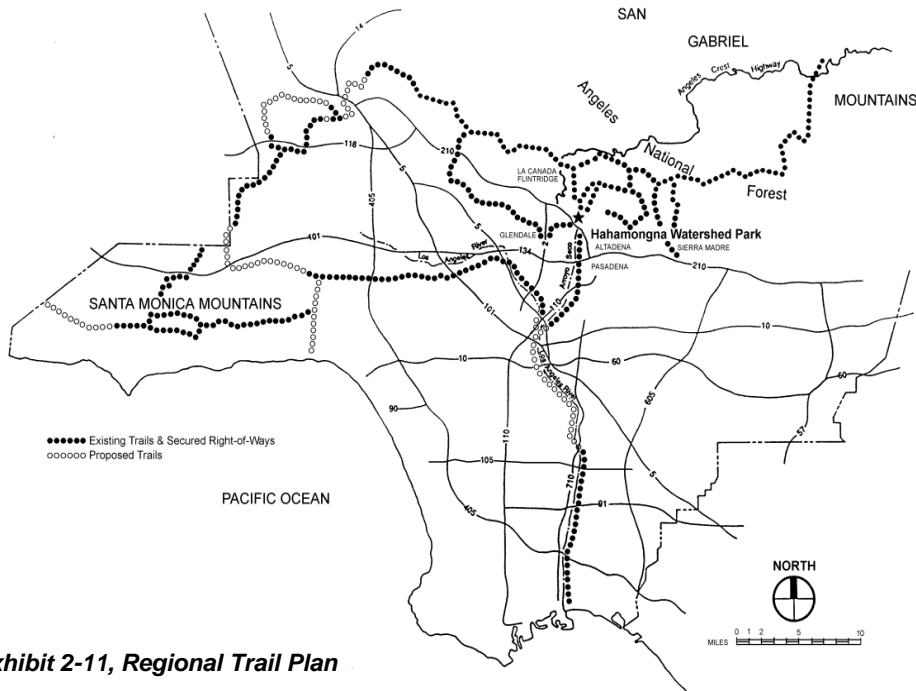 SAN
GABRIEL
MOUNTAINS
Angeles Crest Highway
Angeles
National
Forest
14
5
118
210
405
5
5
LA CANADA
FLINTRIDGE
GLENDALE
2
Hahamongna Watershed Park
ALTADENA
SIERRA MADRE
PASADENA
Arroyo Seco
101
Los Angeles River
134
210
110
SANTA MONICA MOUNTAINS
101
10
10
60
60
Los Angeles River
90
110
605
57
105
710
5
91
405
●●●●●● Existing Trails & Secured Right-of-Ways
○○○○○○ Proposed Trails
PACIFIC OCEAN
NORTH
0 1 2 5 10
MILES
xhibit 2-11, Regional Trail Plan